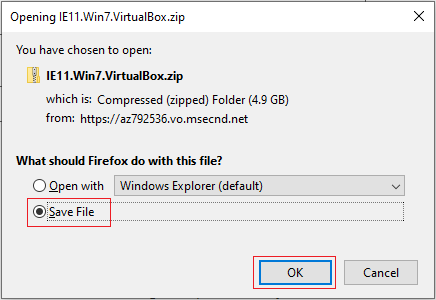 Opening IE11.Win7.VirtualBox.zip
You have chosen to open:
IE11.Win7.VirtualBox.zip
which is: Compressed (zipped) Folder (4.9 GB)
from: https://az792536.vo.msecnd.net
What should Firefox do with this file?
Open with Windows Explorer (default)
Save File
OK Cancel